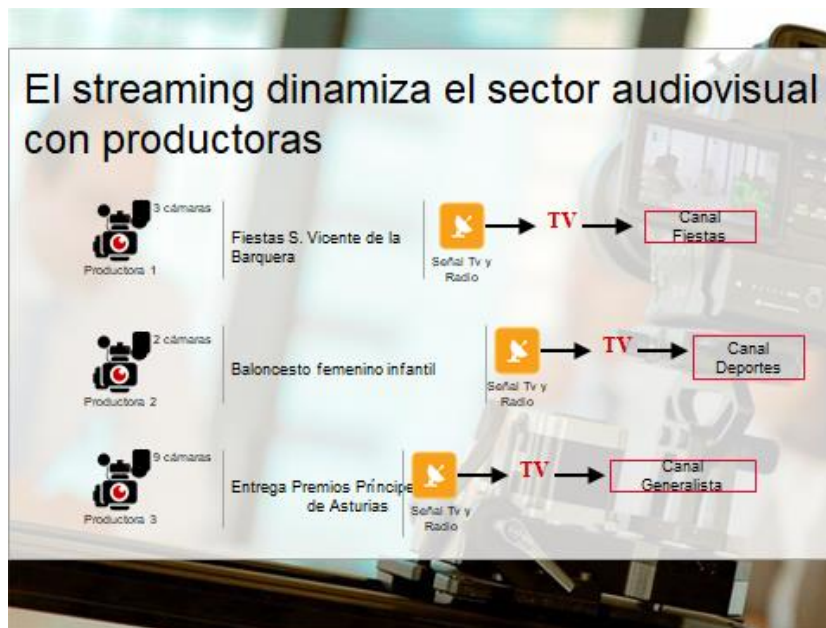 El streaming dinamiza el sector audiovisual
con productoras
3 cámaras
Productora 1
Fiestas S. Vicente de la
Barquera
Señal Tv y
Radio
TV
Canal
Fiestas
2 cámaras
Productora 2
Baloncesto femenino infantil
Señal Tv y
Radio
TV
Canal
Deportes
9 cámaras
Productora 3
Entrega Premios Príncipe
de Asturias
Señal Tv y
Radio
TV
Canal
Generalista